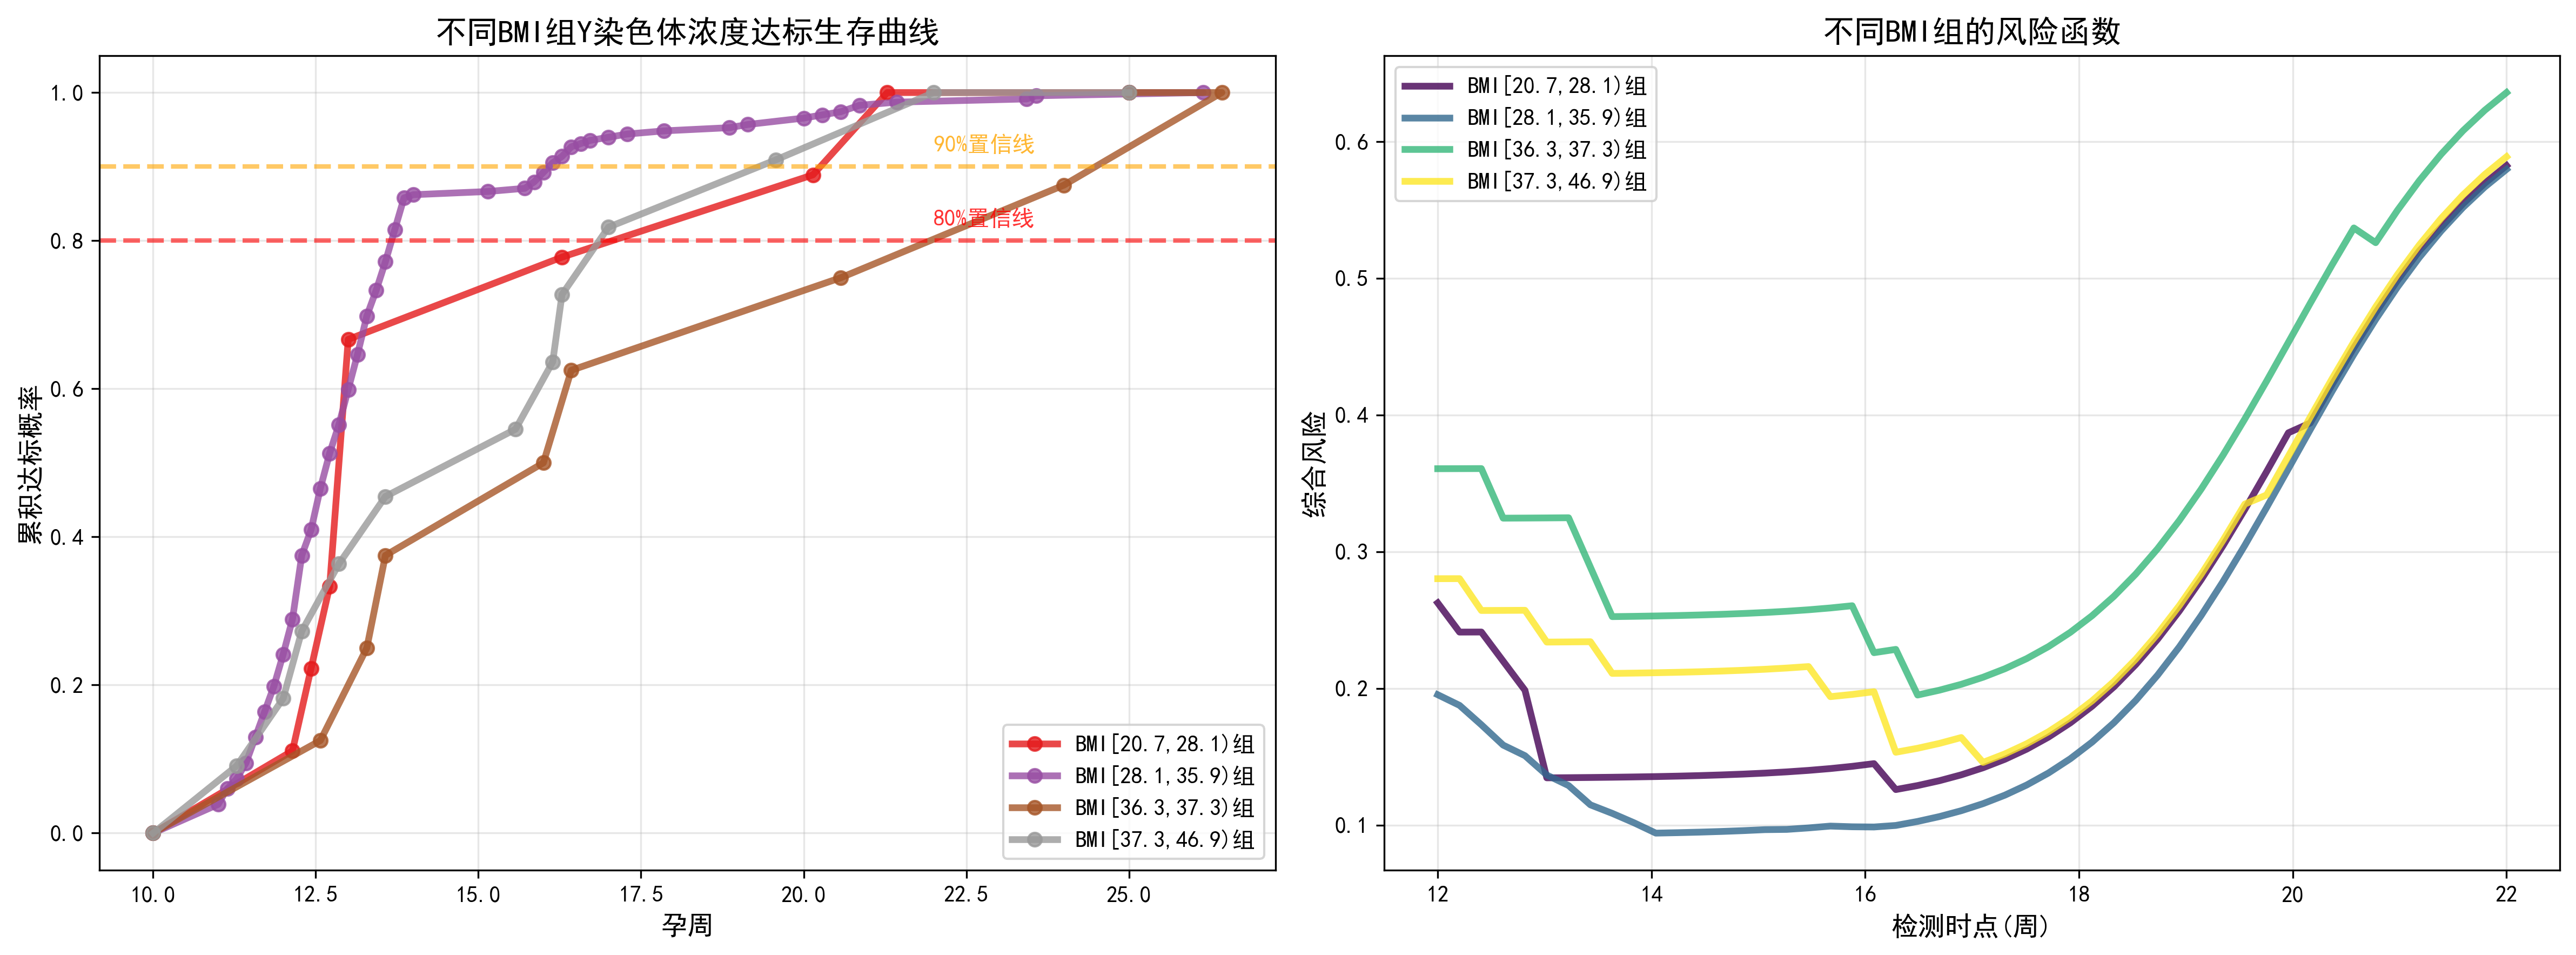 不同BMI组Y染色体浓度达标生存曲线
累积达标概率
1.0
0.8
0.6
0.4
0.2
0.0
90%置信线
80%置信线
BMI[20.7,28.1)组
BMI[28.1,35.9)组
BMI[36.3,37.3)组
BMI[37.3,46.9)组
10.0 12.5 15.0 17.5 20.0 22.5 25.0
孕周
不同BMI组的风险函数
BMI[20.7,28.1)组
BMI[28.1,35.9)组
BMI[36.3,37.3)组
BMI[37.3,46.9)组
综合风险
0.6
0.5
0.4
0.3
0.2
0.1
12 14 16 18 20 22
检测时点(周)